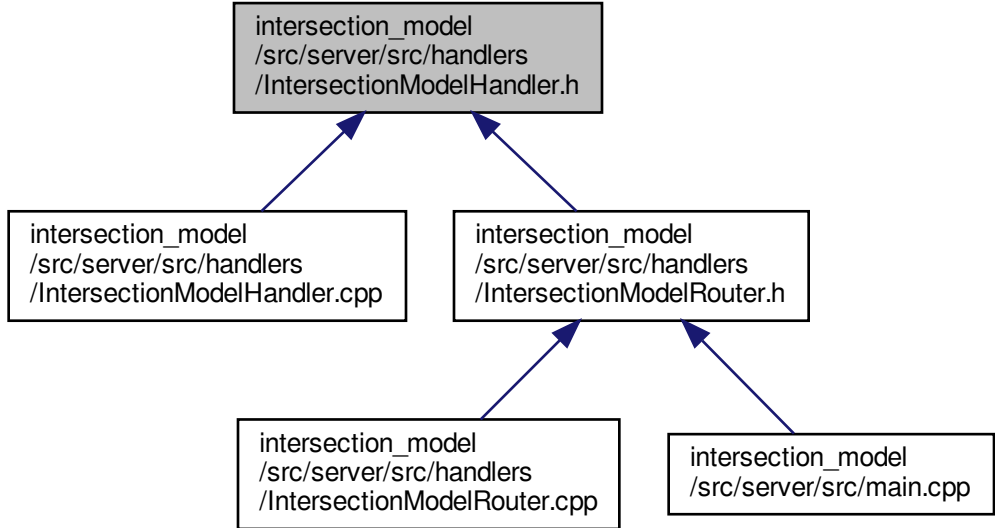 intersection_model
/src/server/src/handlers
/IntersectionModelHandler.h
intersection_model
/src/server/src/handlers
/IntersectionModelHandler.cpp
intersection_model
/src/server/src/handlers
/IntersectionModelRouter.h
intersection_model
/src/server/src/handlers
/IntersectionModelRouter.cpp
intersection_model
/src/server/src/main.cpp